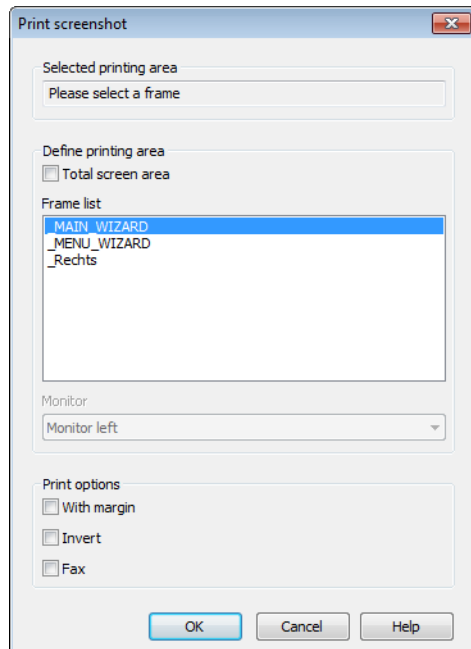 Print screenshot
Selected printing area
Please select a frame
Define printing area
Total screen area
Frame list
_MAIN_WIZARD
_MENU_WIZARD
_Rechts
Monitor
Monitor left
Print options
With margin
Invert
Fax
OK Cancel Help